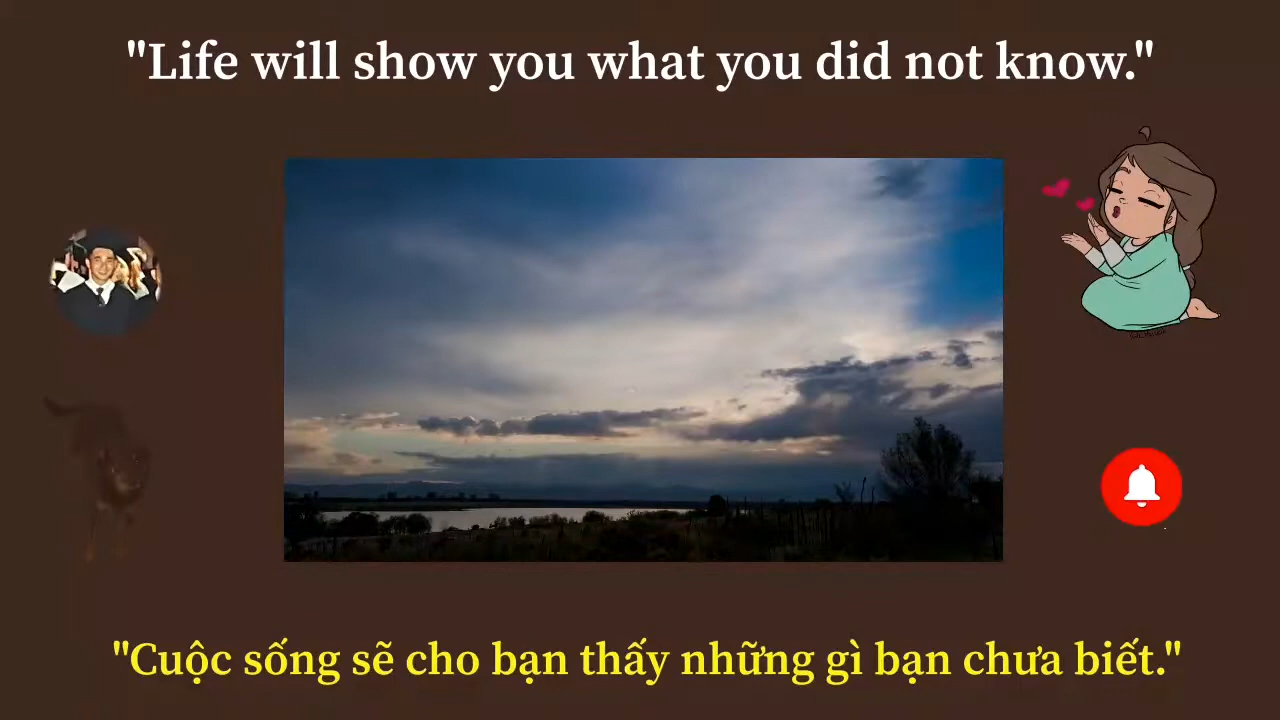 "Life will show you what you did not know."
"Cuộc sống sẽ cho bạn thấy những gì bạn chưa biết."